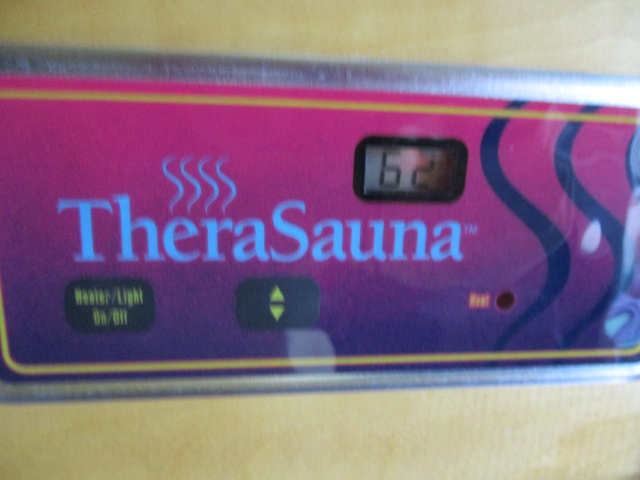 62
TheraSauna™
Heater/Light
On/Off
Heat